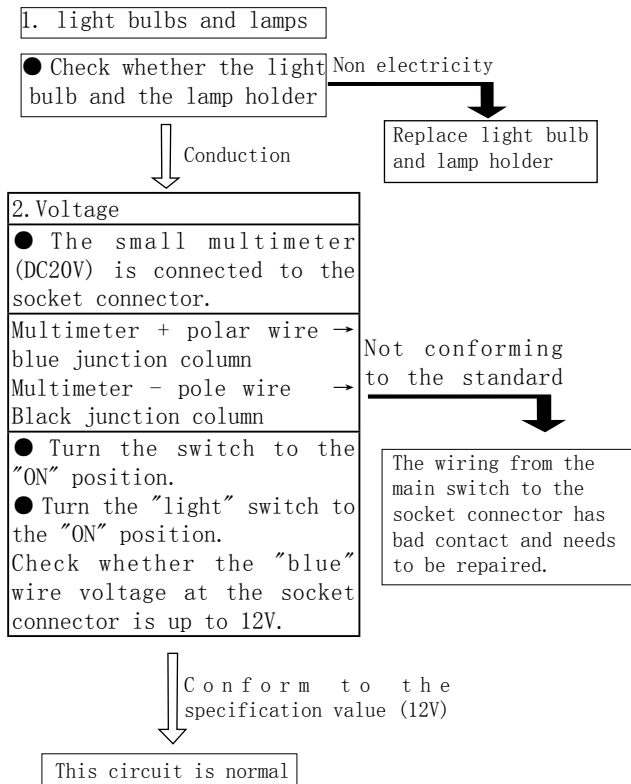 1. light bulbs and lamps
● Check whether the light
bulb and the lamp holder
Non electricity
Replace light bulb
and lamp holder
Conduction
2.Voltage
● The small multimeter
(DC20V) is connected to the
socket connector.
Multimeter + polar wire →
blue junction column
Multimeter − pole wire →
Black junction column
Not conforming
to the standard
● Turn the switch to the
"ON" position.
● Turn the "light" switch to
the "ON" position.
Check whether the "blue"
wire voltage at the socket
connector is up to 12V.
The wiring from the
main switch to the
socket connector has
bad contact and needs
to be repaired.
Conform to the
specification value (12V)
This circuit is normal